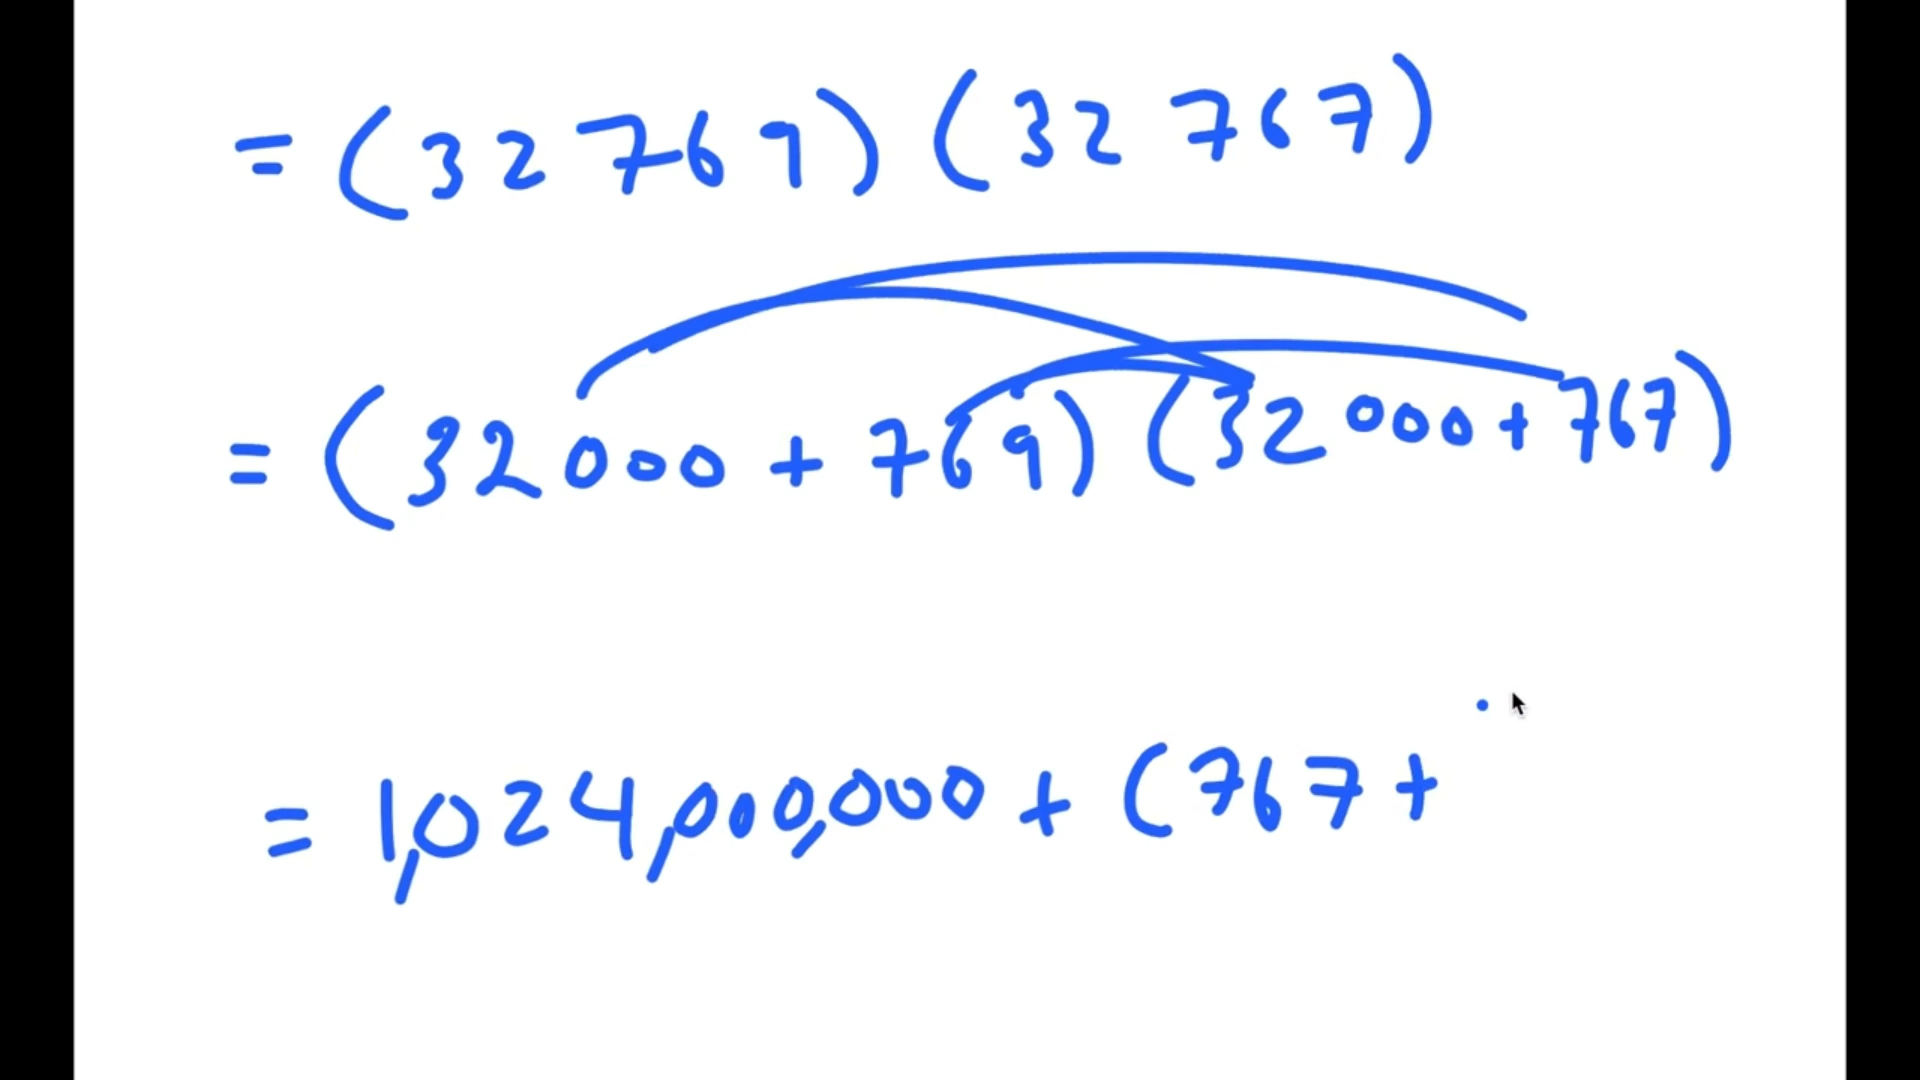 = (32769) (32767)
= (32000 + 769) (32000 + 767)
= 1,024,000,000 + (767 +